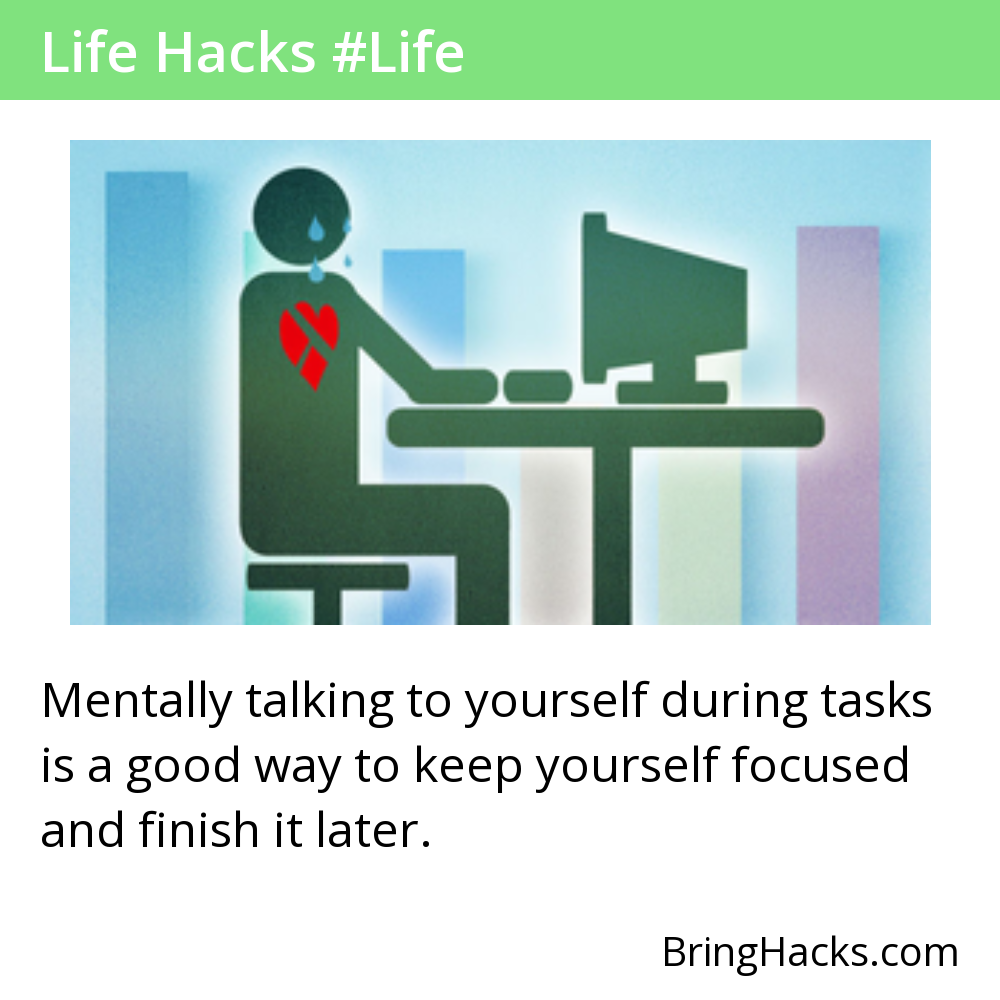 Life Hacks #Life
Mentally talking to yourself during tasks
is a good way to keep yourself focused
and finish it later.
BringHacks.com